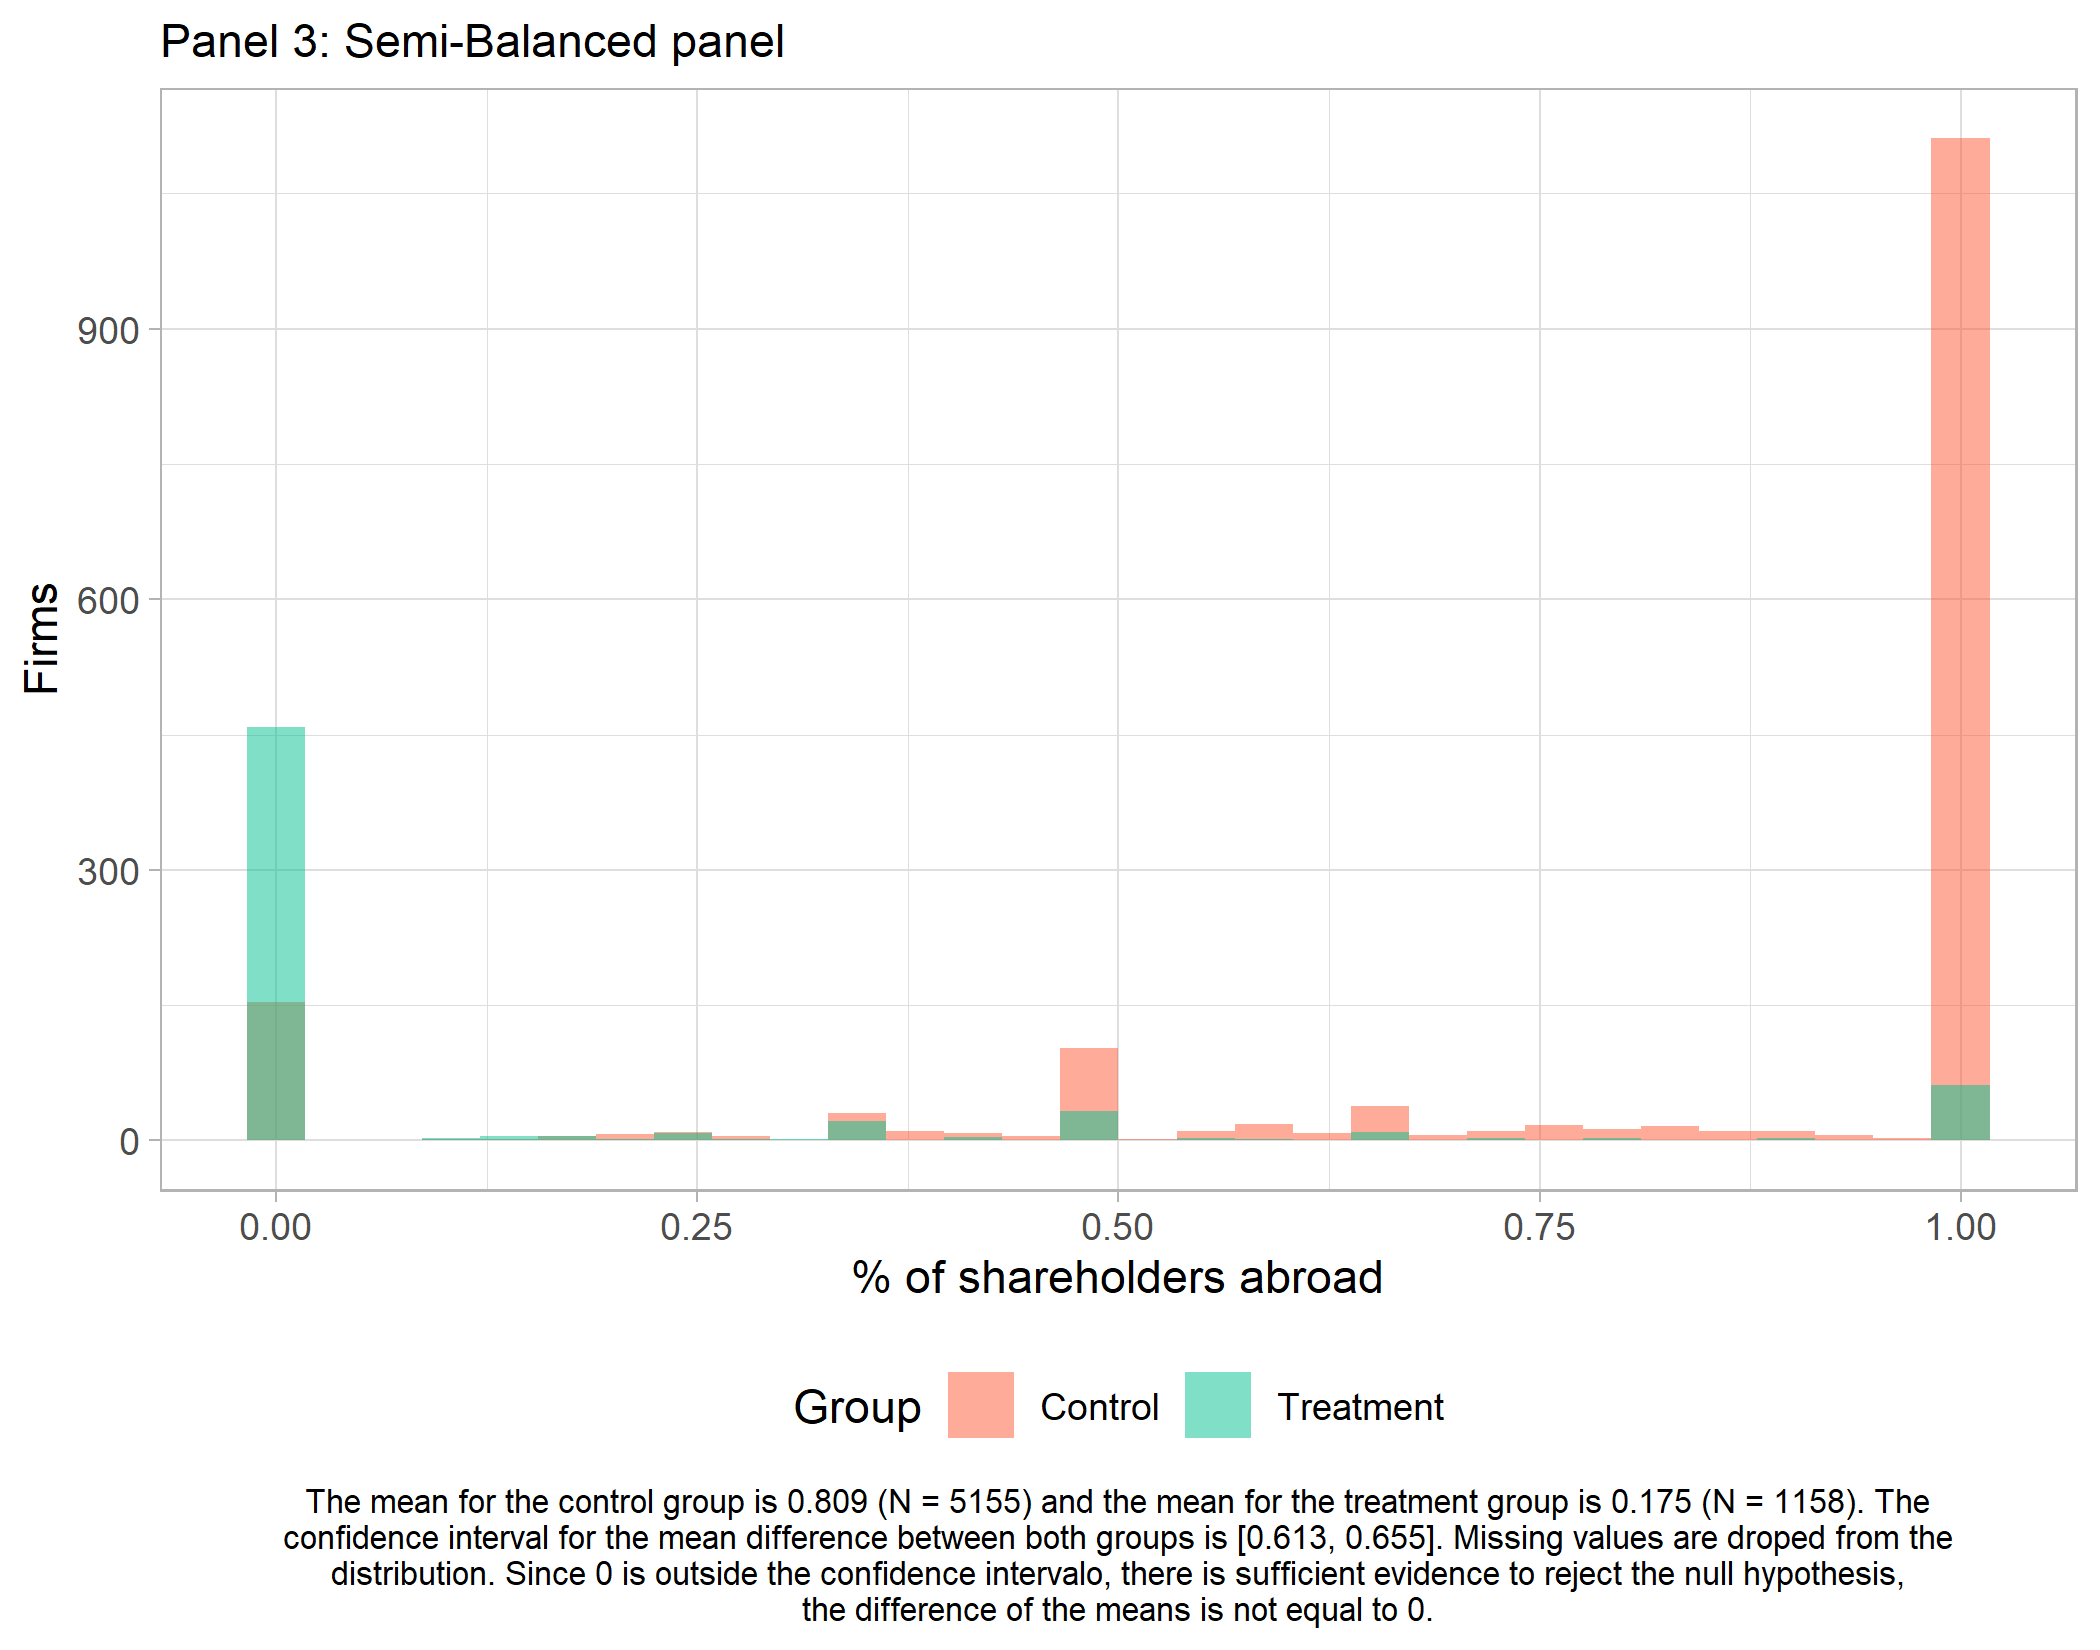 Panel 3: Semi-Balanced panel
Firms
900
600
300
0
0.00 0.25 0.50 0.75 1.00
% of shareholders abroad
Group Control Treatment
The mean for the control group is 0.809 (N = 5155) and the mean for the treatment group is 0.175 (N = 1158). The
confidence interval for the mean difference between both groups is [0.613, 0.655]. Missing values are droped from the
distribution. Since 0 is outside the confidence intervalo, there is sufficient evidence to reject the null hypothesis,
the difference of the means is not equal to 0.